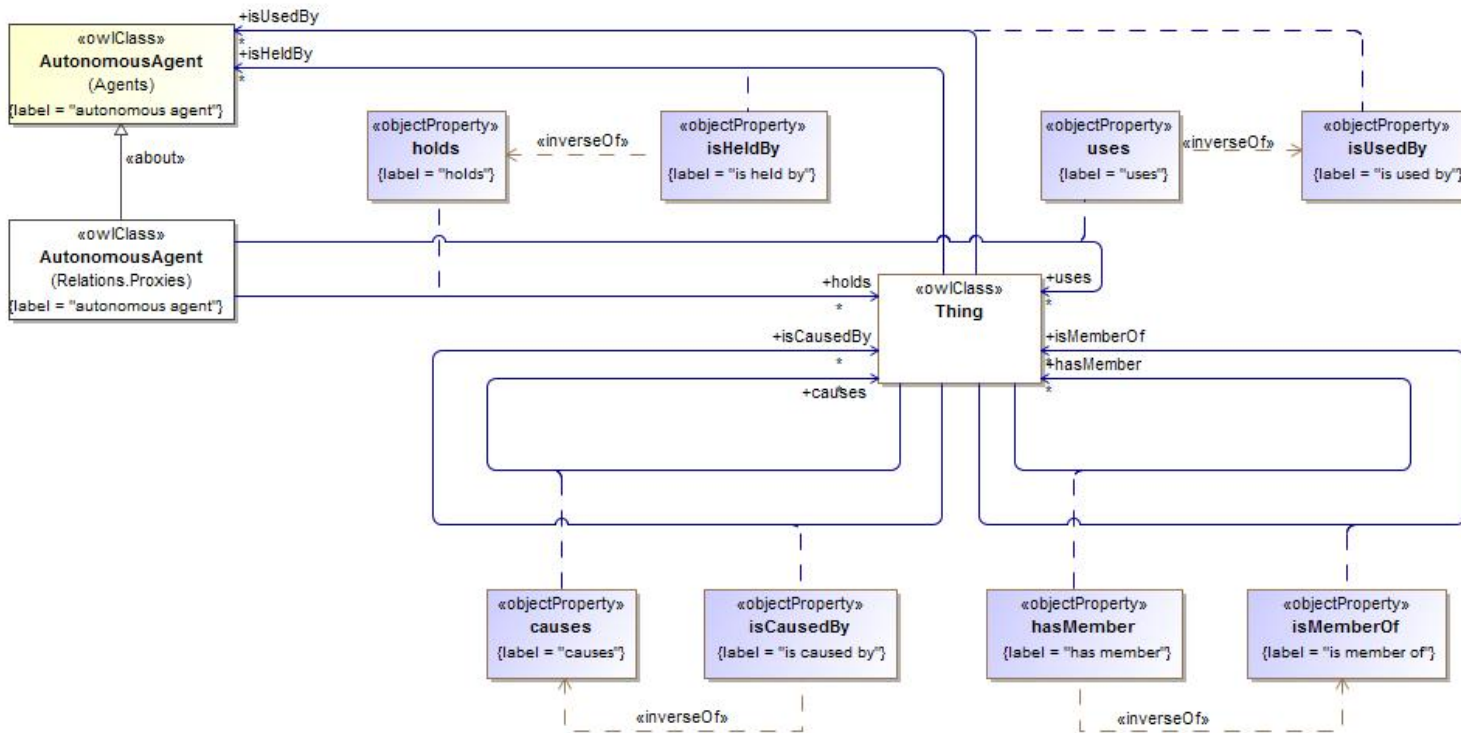 +isUsedBy
*
+isHeldBy
*
«owlClass»
AutonomousAgent
(Agents)
{label = "autonomous agent"}
«about»
«owlClass»
AutonomousAgent
(Relations.Proxies)
{label = "autonomous agent"}
«objectProperty»
holds
{label = "holds"}
«inverseOf»
«objectProperty»
isHeldBy
{label = "is held by"}
«objectProperty»
uses
{label = "uses"}
«inverseOf»
«objectProperty»
isUsedBy
{label = "is used by"}
+holds
*
«owlClass»
Thing
+uses
*
+isCausedBy
*
+causes
*
+isMemberOf
*
+hasMember
*
«objectProperty»
causes
{label = "causes"}
«objectProperty»
isCausedBy
{label = "is caused by"}
«inverseOf»
«objectProperty»
hasMember
{label = "has member"}
«objectProperty»
isMemberOf
{label = "is member of"}
«inverseOf»